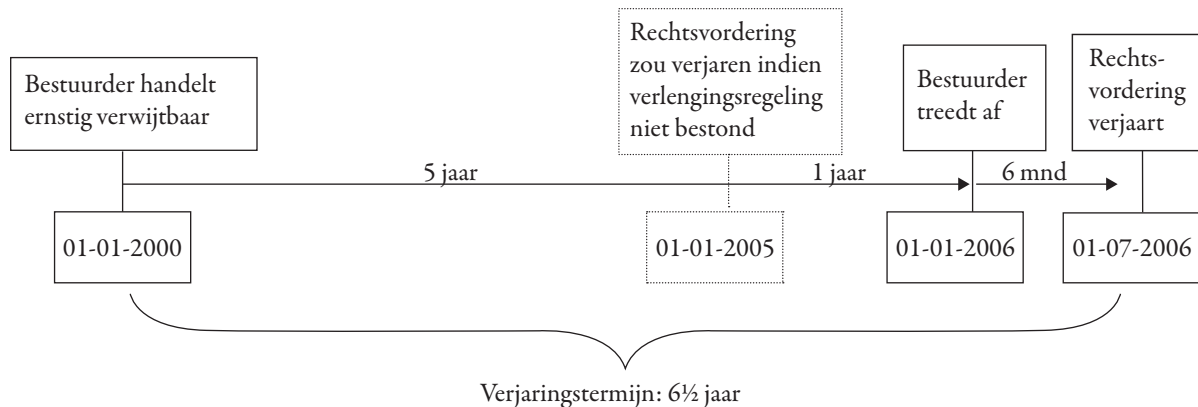 Bestuurder handelt
ernstig verwijtbaar
Rechtsvordering
zou verjaren indien
verlengingsregeling
niet bestond
Bestuurder
treedt af
Rechts-
vordering
verjaart
5 jaar
1 jaar
6 mnd
01-01-2000
01-01-2005
01-01-2006
01-07-2006
Verjaringstermijn: 6½ jaar